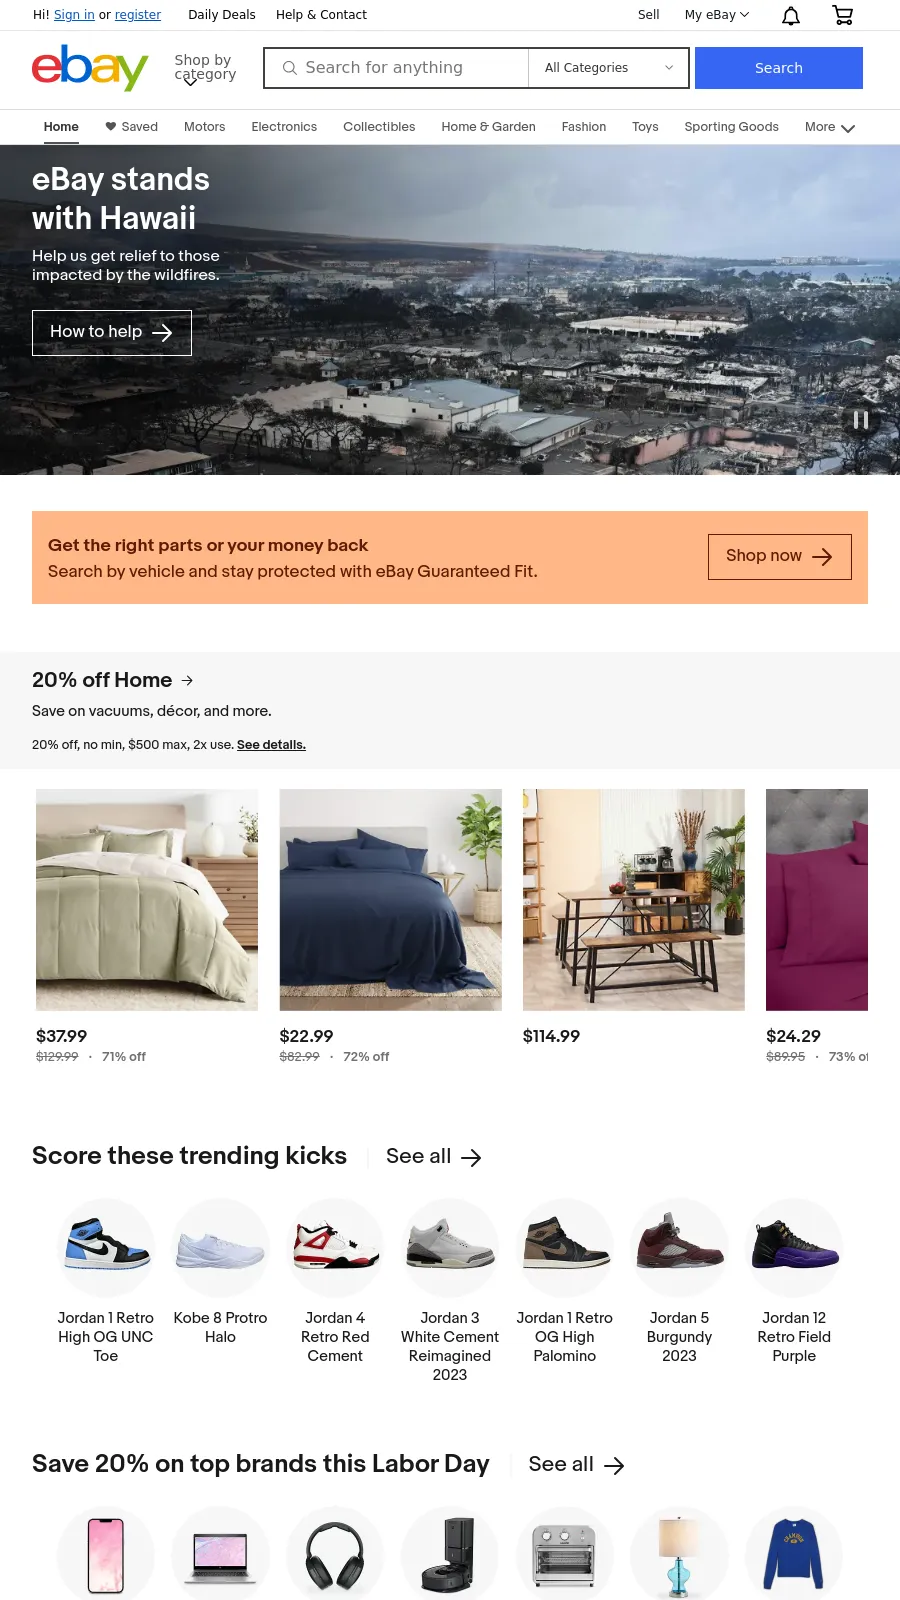 Hi! Sign in or register Daily Deals Help & Contact Sell My eBay
ebay
Shop by
category
Search for anything
All Categories
Search
Home Saved Motors Electronics Collectibles Home & Garden Fashion Toys Sporting Goods More
eBay stands
with Hawaii
Help us get relief to those
impacted by the wildfires.
How to help
Get the right parts or your money back
Search by vehicle and stay protected with eBay Guaranteed Fit.
Shop now
20% off Home
Save on vacuums, décor, and more.
20% off, no min, $500 max, 2x use. See details.
$37.99
$129.99 · 71% off
$22.99
$82.99 · 72% off
$114.99
$24.29
$89.95 · 73%
Score these trending kicks
See all
Jordan 1 Retro
High OG UNC
Toe
Kobe 8 Protro
Halo
Jordan 4
Retro Red
Cement
Jordan 3
White Cement
Reimagined
2023
Jordan 1 Retro
OG High
Palomino
Jordan 5
Burgundy
2023
Jordan 12
Retro Field
Purple
Save 20% on top brands this Labor Day
See all